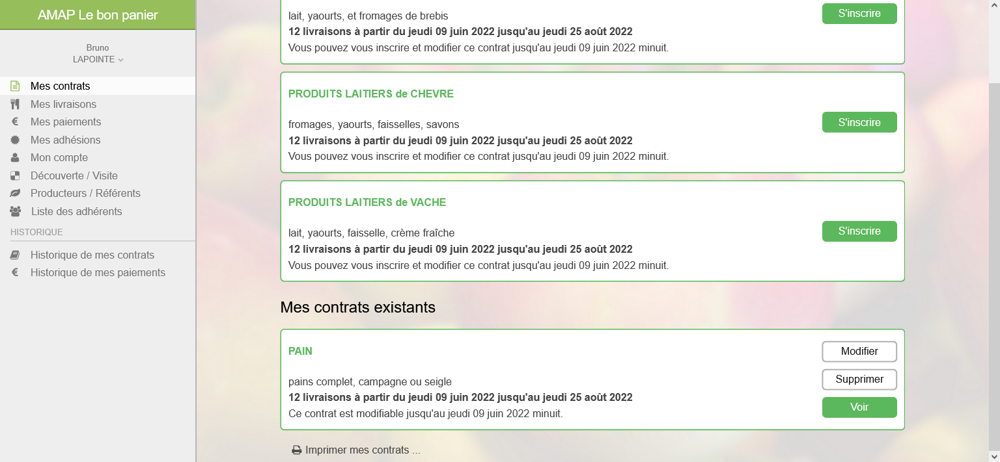 AMAP Le bon panier
Bruno
LAPOINTE
Mes contrats
Mes livraisons
Mes paiements
Mes adhésions
Mon compte
Découverte / Visite
Producteurs / Référents
Liste des adhérents
HISTORIQUE
Historique de mes contrats
Historique de mes paiements
lait, yaourts, et fromages de brebis
S'inscrire
12 livraisons à partir du jeudi 09 juin 2022 jusqu'au jeudi 25 août 2022
Vous pouvez vous inscrire et modifier ce contrat jusqu'au jeudi 09 juin 2022 minuit.
PRODUITS LAITIERS de CHEVRE
fromages, yaourts, faisselles, savons
S'inscrire
12 livraisons à partir du jeudi 09 juin 2022 jusqu'au jeudi 25 août 2022
Vous pouvez vous inscrire et modifier ce contrat jusqu'au jeudi 09 juin 2022 minuit.
PRODUITS LAITIERS de VACHE
lait, yaourts, faisselle, crème fraîche
S'inscrire
12 livraisons à partir du jeudi 09 juin 2022 jusqu'au jeudi 25 août 2022
Vous pouvez vous inscrire et modifier ce contrat jusqu'au jeudi 09 juin 2022 minuit.
Mes contrats existants
PAIN
Modifier
pains complet, campagne ou seigle
Supprimer
12 livraisons à partir du jeudi 09 juin 2022 jusqu'au jeudi 25 août 2022
Voir
Ce contrat est modifiable jusqu'au jeudi 09 juin 2022 minuit.
Imprimer mes contrats ...